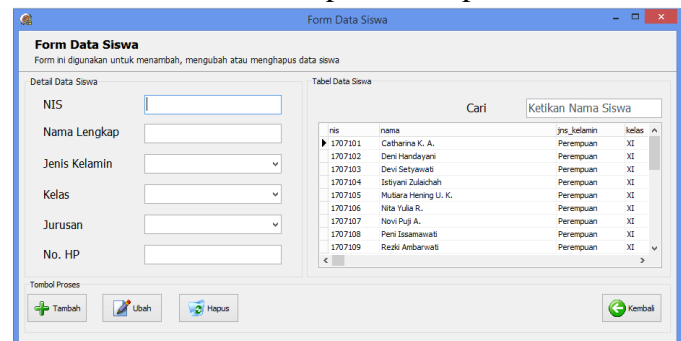 Form Data Siswa
Form Data Siswa
Form ini digunakan untuk menambah, mengubah atau menghapus data siswa
Detail Data Siswa
NIS
Nama Lengkap
Jenis Kelamin
Kelas
Jurusan
No. HP
Tabel Data Siswa
Cari Ketikan Nama Siswa
nis nama jns_kelamin kelas
1707101 Catharina K. A. Perempuan XI
1707102 Deni Handayani Perempuan XI
1707103 Devi Setyawati Perempuan XI
1707104 Istiyani Zulaichah Perempuan XI
1707105 Mutiara Hening U. K. Perempuan XI
1707106 Nita Yulia R. Perempuan XI
1707107 Novi Puji A. Perempuan XI
1707108 Peni Issamawati Perempuan XI
1707109 Rezki Ambarwati Perempuan XI
Tombol Proses
Tambah Ubah Hapus Kembali